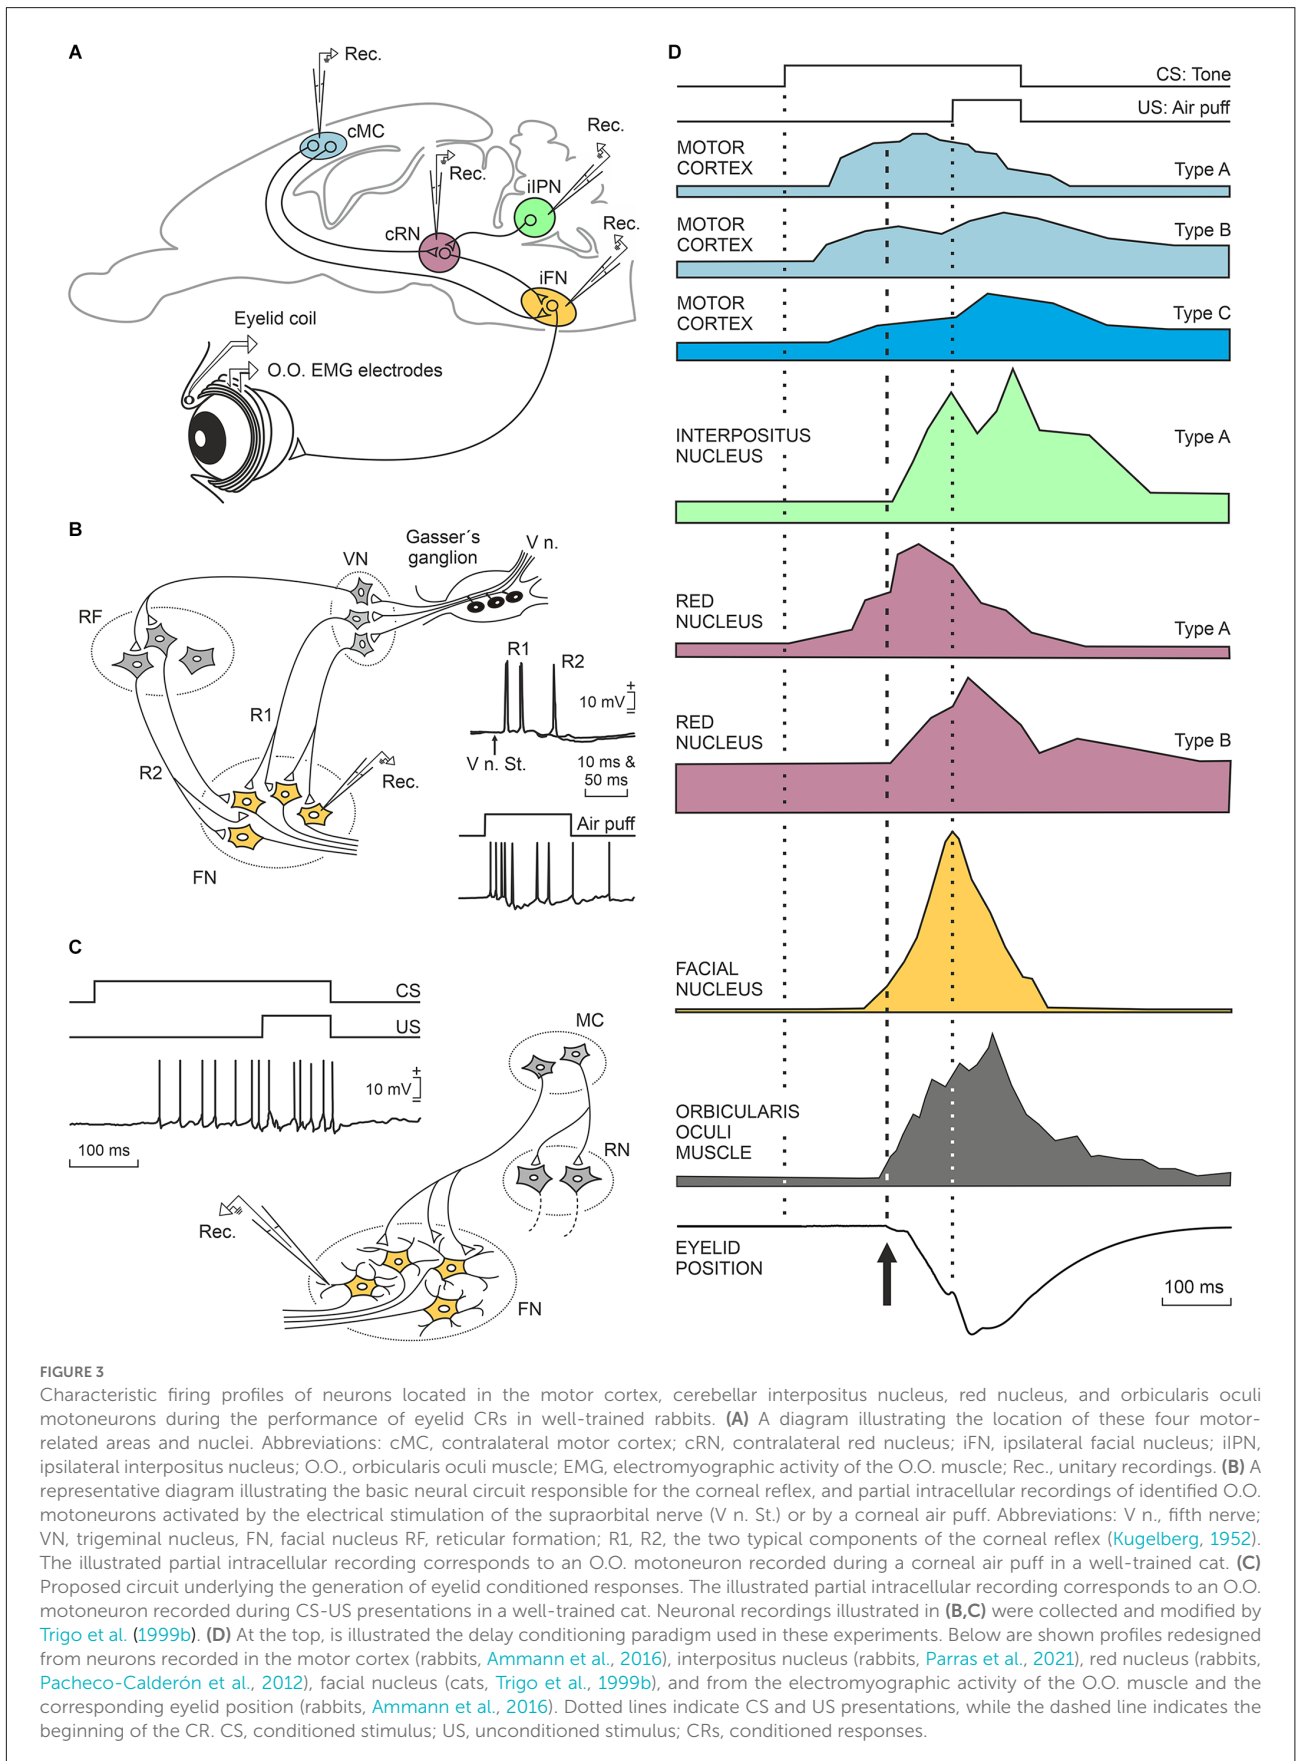 A
Rec.
cMC
Rec.
Rec.
iIPN
Rec.
cRN
iFN
Eyelid coil
O.O. EMG electrodes
B
Gasser´s
ganglion
V n.
VN
RF
R1
R2
+
10 mV
=
R1
V n. St.
10 ms &
50 ms
R2
Rec.
Air puff
FN
C
CS
US
+
10 mV
=
100 ms
MC
RN
Rec.
FN
D
CS: Tone
US: Air puff
MOTOR
CORTEX
Type A
MOTOR
CORTEX
Type B
MOTOR
CORTEX
Type C
INTERPOSITUS
NUCLEUS
Type A
RED
NUCLEUS
Type A
RED
NUCLEUS
Type B
FACIAL
NUCLEUS
ORBICULARIS
OCULI
MUSCLE
EYELID
POSITION
100 ms
FIGURE 3
Characteristic firing profiles of neurons located in the motor cortex, cerebellar interpositus nucleus, red nucleus, and orbicularis oculi
motoneurons during the performance of eyelid CRs in well-trained rabbits. (A) A diagram illustrating the location of these four motor-
related areas and nuclei. Abbreviations: cMC, contralateral motor cortex; cRN, contralateral red nucleus; iFN, ipsilateral facial nucleus; iIPN,
ipsilateral interpositus nucleus; O.O., orbicularis oculi muscle; EMG, electromyographic activity of the O.O. muscle; Rec., unitary recordings. (B) A
representative diagram illustrating the basic neural circuit responsible for the corneal reflex, and partial intracellular recordings of identified O.O.
motoneurons activated by the electrical stimulation of the supraorbital nerve (V n. St.) or by a corneal air puff. Abbreviations: V n., fifth nerve;
VN, trigeminal nucleus, FN, facial nucleus RF, reticular formation; R1, R2, the two typical components of the corneal reflex (Kugelberg, 1952).
The illustrated partial intracellular recording corresponds to an O.O. motoneuron recorded during a corneal air puff in a well-trained cat. (C)
Proposed circuit underlying the generation of eyelid conditioned responses. The illustrated partial intracellular recording corresponds to an O.O.
motoneuron recorded during CS-US presentations in a well-trained cat. Neuronal recordings illustrated in (B,C) were collected and modified by
Trigo et al. (1999b). (D) At the top, is illustrated the delay conditioning paradigm used in these experiments. Below are shown profiles redesigned
from neurons recorded in the motor cortex (rabbits, Ammann et al., 2016), interpositus nucleus (rabbits, Parras et al., 2021), red nucleus (rabbits,
Pacheco-Calderón et al., 2012), facial nucleus (cats, Trigo et al., 1999b), and from the electromyographic activity of the O.O. muscle and the
corresponding eyelid position (rabbits, Ammann et al., 2016). Dotted lines indicate CS and US presentations, while the dashed line indicates the
beginning of the CR. CS, conditioned stimulus; US, unconditioned stimulus; CRs, conditioned responses.